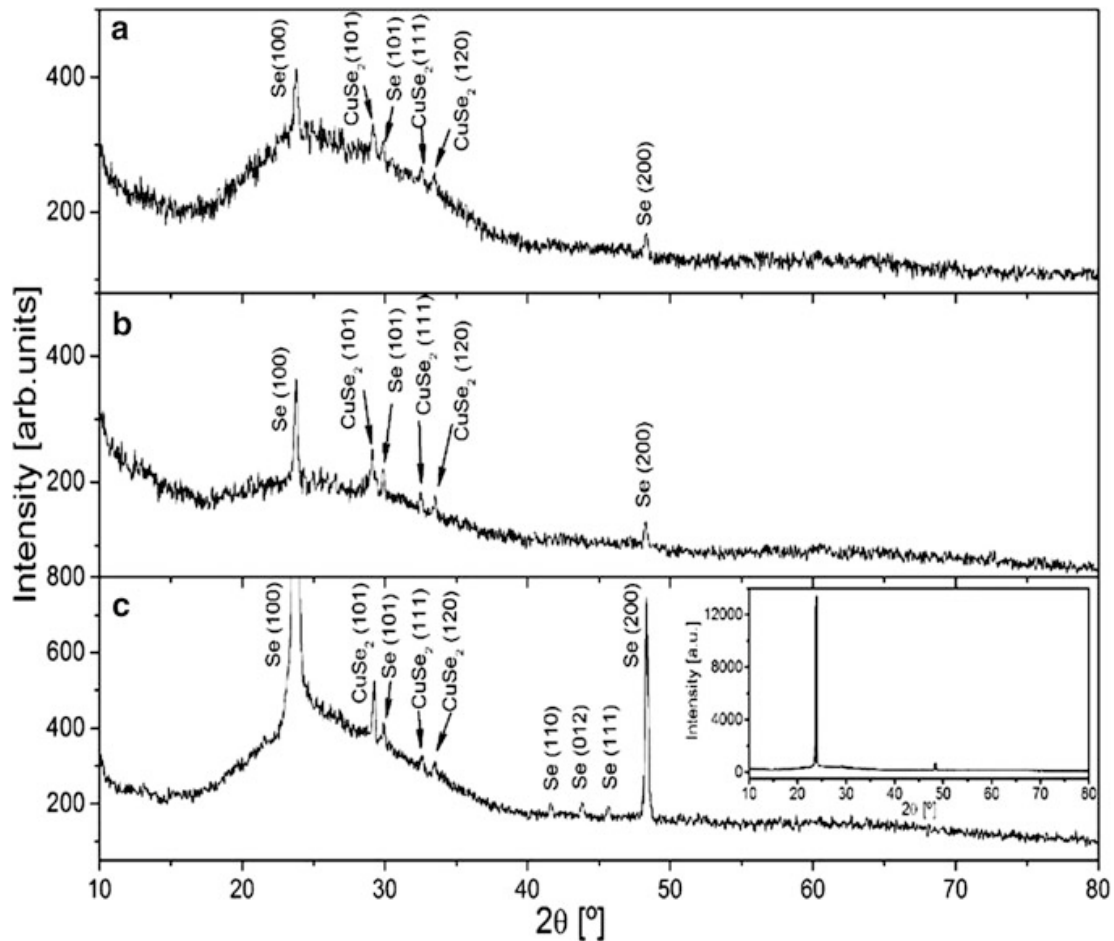 Intensity [arb.units]
a
400
200
Se(100)
CuSe₂(101)
Se (101)
CuSe₂(111)
CuSe₂ (120)
Se (200)
b
400
200
Se (100)
CuSe₂ (101)
Se (101)
CuSe₂ (111)
CuSe₂ (120)
Se (200)
c
800
600
400
200
Se (100)
CuSe₂ (101)
Se (101)
CuSe₂ (111)
CuSe₂ (120)
Se (110)
Se (012)
Se (111)
Se (200)
Intensity [a.u.]
12000
8000
4000
0
10 20 30 40 50 60 70 80
2θ [º]
10 20 30 40 50 60 70 80
2θ [º]